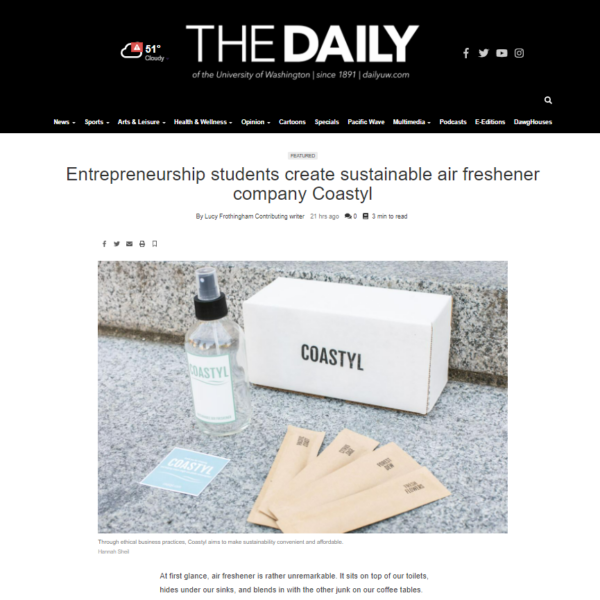 51°
Cloudy
THE DAILY
of the University of Washington | since 1891 | dailyuw.com
News Sports Arts & Leisure Health & Wellness Opinion Cartoons Specials Pacific Wave Multimedia Podcasts E-Editions DawgHouses
FEATURED
Entrepreneurship students create sustainable air freshener
company Coastyl
By Lucy Frothingham Contributing writer 21 hrs ago 0 3 min to read
COASTYL
COASTYL
COASTYL
Through ethical business practices, Coastyl aims to make sustainability convenient and affordable.
Hannah Sheil
At first glance, air freshener is rather unremarkable. It sits on top of our toilets,
hides under our sinks, and blends in with the other junk on our coffee tables.